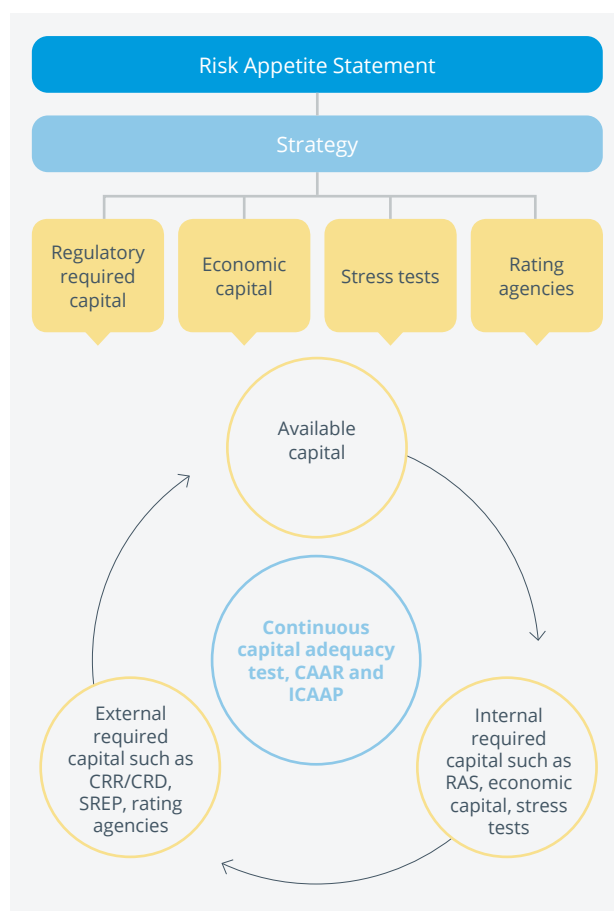 Risk Appetite Statement
Strategy
Regulatory
required
capital
Economic
capital
Stress tests
Rating
agencies
Available
capital
Continuous
capital adequacy
test, CAAR and
ICAAP
External
required
capital such as
CRR/CRD,
SREP, rating
agencies
Internal
required
capital such as
RAS, economic
capital, stress
tests